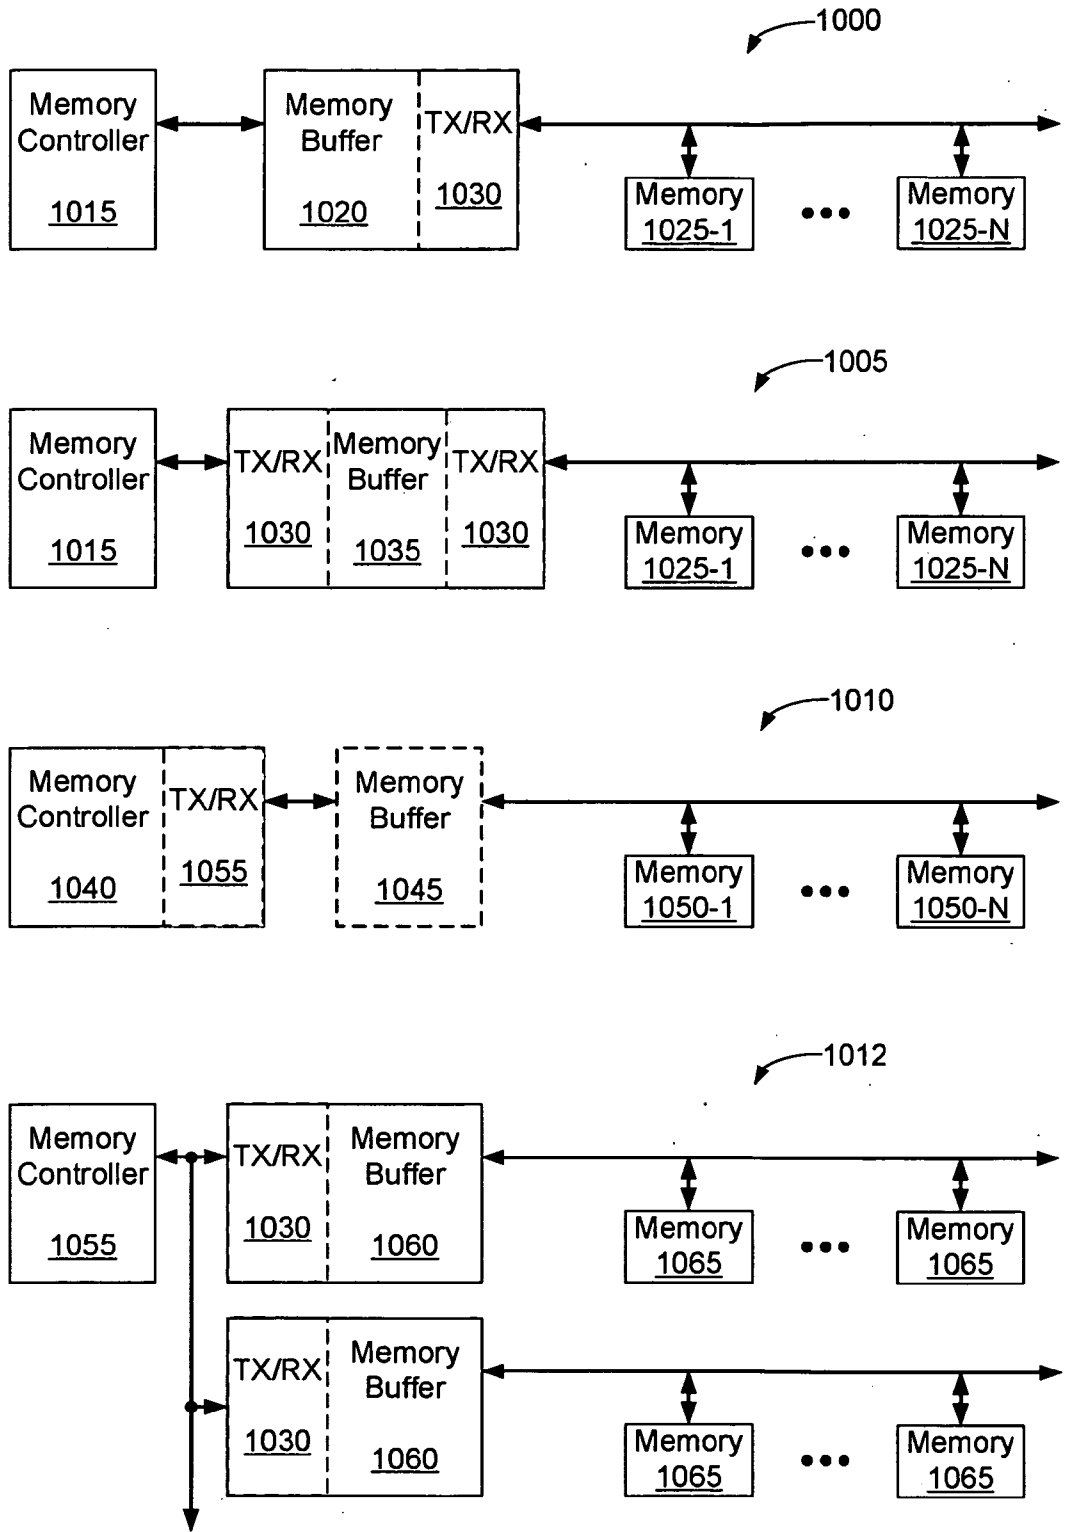 1000
Memory Controller
1015
Memory Buffer
1020
TX/RX
1030
Memory
1025-1
Memory
1025-N
1005
Memory Controller
1015
TX/RX
1030
Memory Buffer
1035
TX/RX
1030
Memory
1025-1
Memory
1025-N
1010
Memory Controller
1040
TX/RX
1055
Memory Buffer
1045
Memory
1050-1
Memory
1050-N
1012
Memory Controller
1055
TX/RX
1030
Memory Buffer
1060
Memory
1065
Memory
1065
TX/RX
1030
Memory Buffer
1060
Memory
1065
Memory
1065